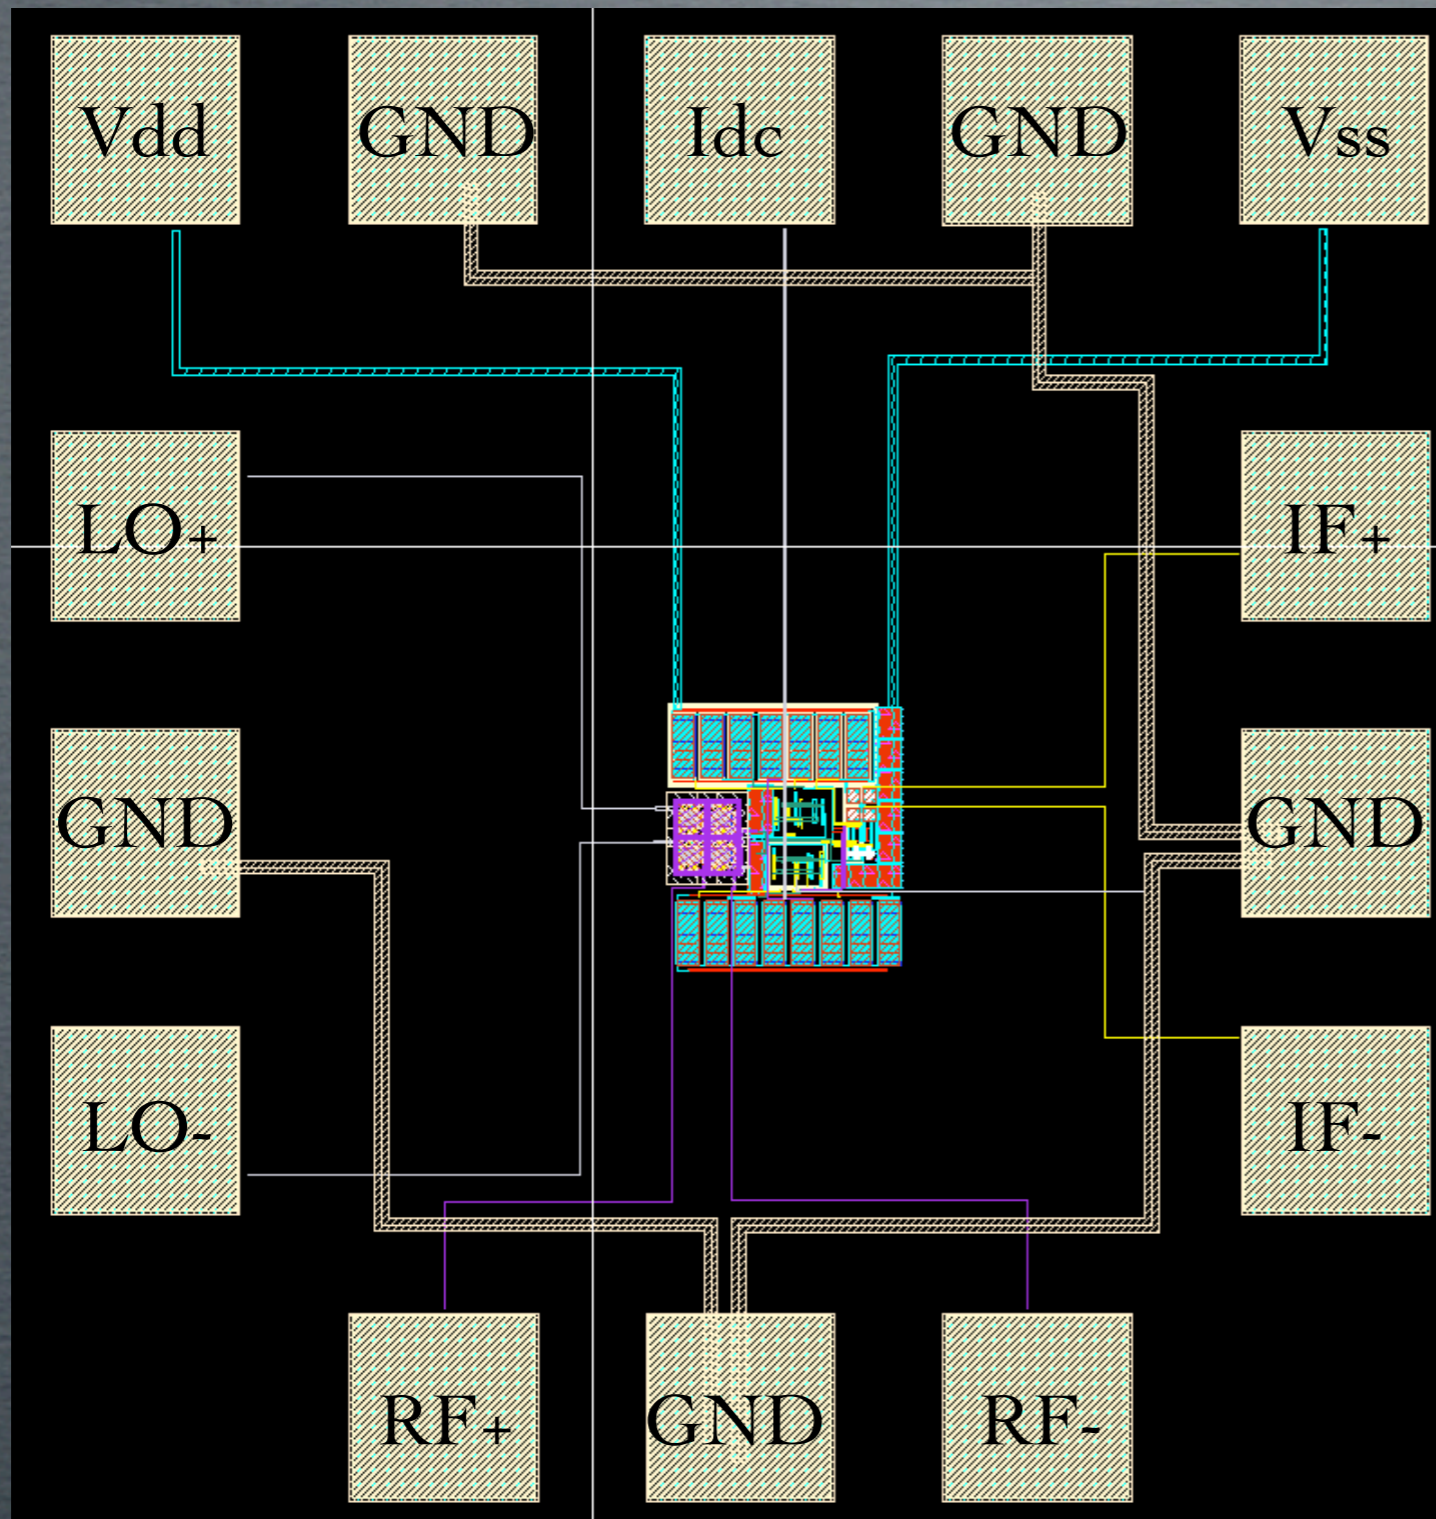 Vdd
GND
Idc
GND
Vss
LO+
IF+
GND
GND
LO-
IF-
RF+
GND
RF-